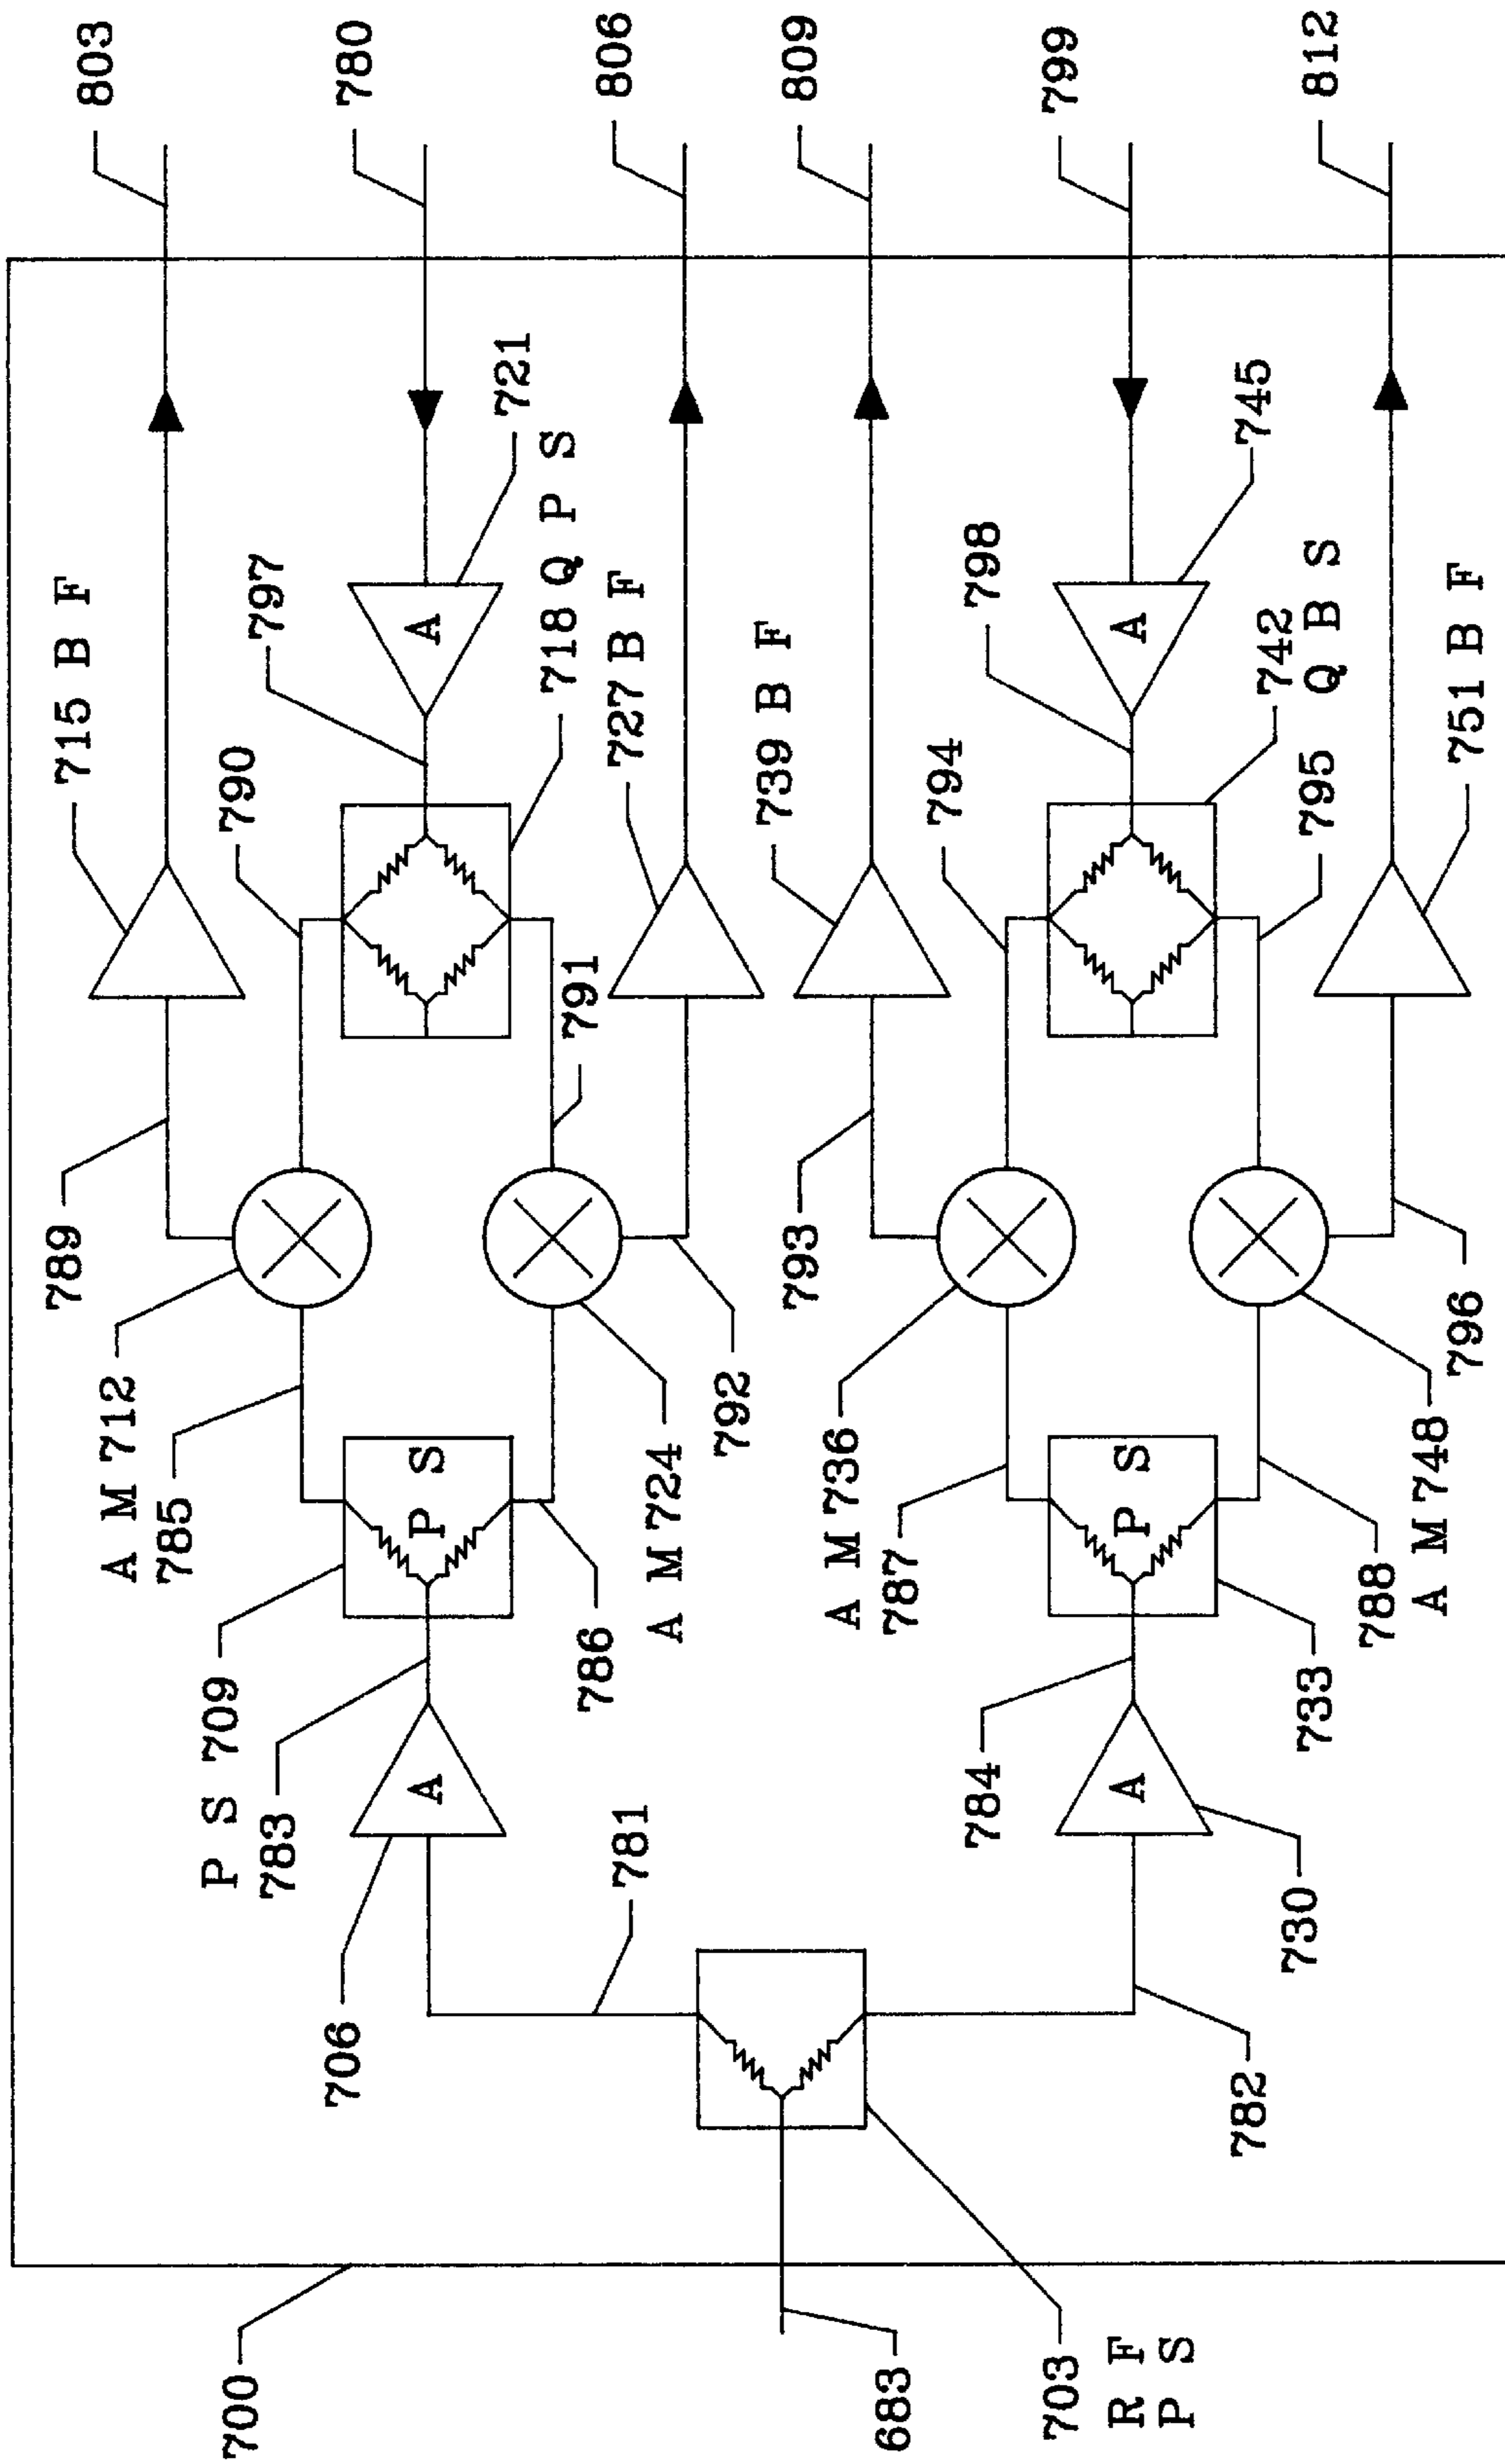 803
780
806
809
799
812
715 B F
721
797
718 Q P S
790
727 B F
791
739 B F
745
798
742
Q B S
794
795
751 B F
A
A
789
A M 712
785
P S
A M 724
792
786
793
A M 736
787
P S
796
A M 748
788
733
P S 709
783
A
706
781
784
A
730
782
700
683
703
R F
P S